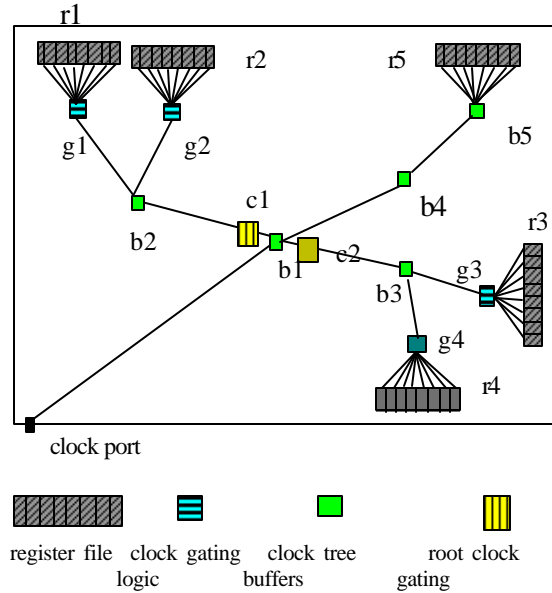 r1
r2
r5
g1
g2
b5
c1
b4
r3
b2
b1
c2
g3
b3
g4
r4
clock port
register file clock gating clock tree root clock
logic buffers gating